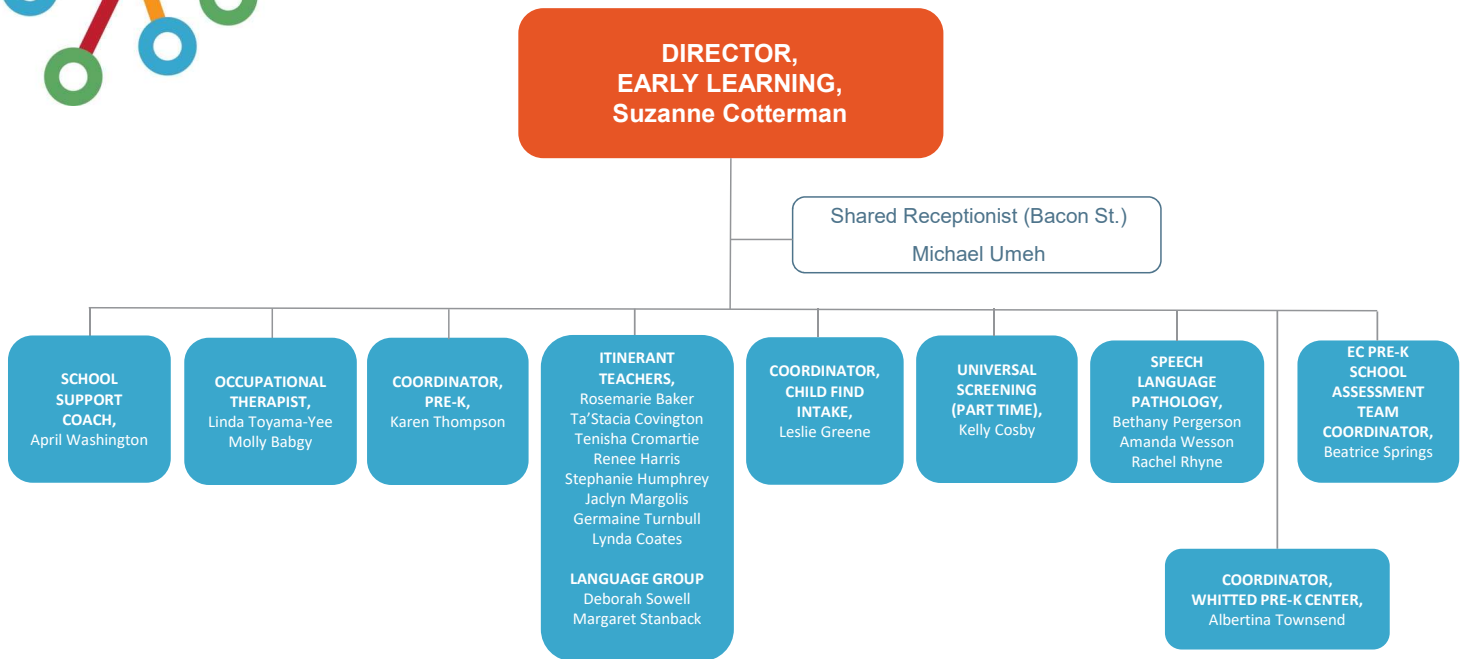 DIRECTOR,
EARLY LEARNING,
Suzanne Cotterman
Shared Receptionist (Bacon St.)
Michael Umeh
SCHOOL
SUPPORT
COACH,
April Washington
OCCUPATIONAL
THERAPIST,
Linda Toyama-Yee
Molly Babgy
COORDINATOR,
PRE-K,
Karen Thompson
ITINERANT
TEACHERS,
Rosemarie Baker
Ta’Stacia Covington
Tenisha Cromartie
Renee Harris
Stephanie Humphrey
Jaclyn Margolis
Germaine Turnbull
Lynda Coates
LANGUAGE GROUP
Deborah Sowell
Margaret Stanback
COORDINATOR,
CHILD FIND
INTAKE,
Leslie Greene
UNIVERSAL
SCREENING
(PART TIME),
Kelly Cosby
SPEECH
LANGUAGE
PATHOLOGY,
Bethany Pergerson
Amanda Wesson
Rachel Rhyne
EC PRE-K
SCHOOL
ASSESSMENT
TEAM
COORDINATOR,
Beatrice Springs
COORDINATOR,
WHITTED PRE-K CENTER,
Albertina Townsend